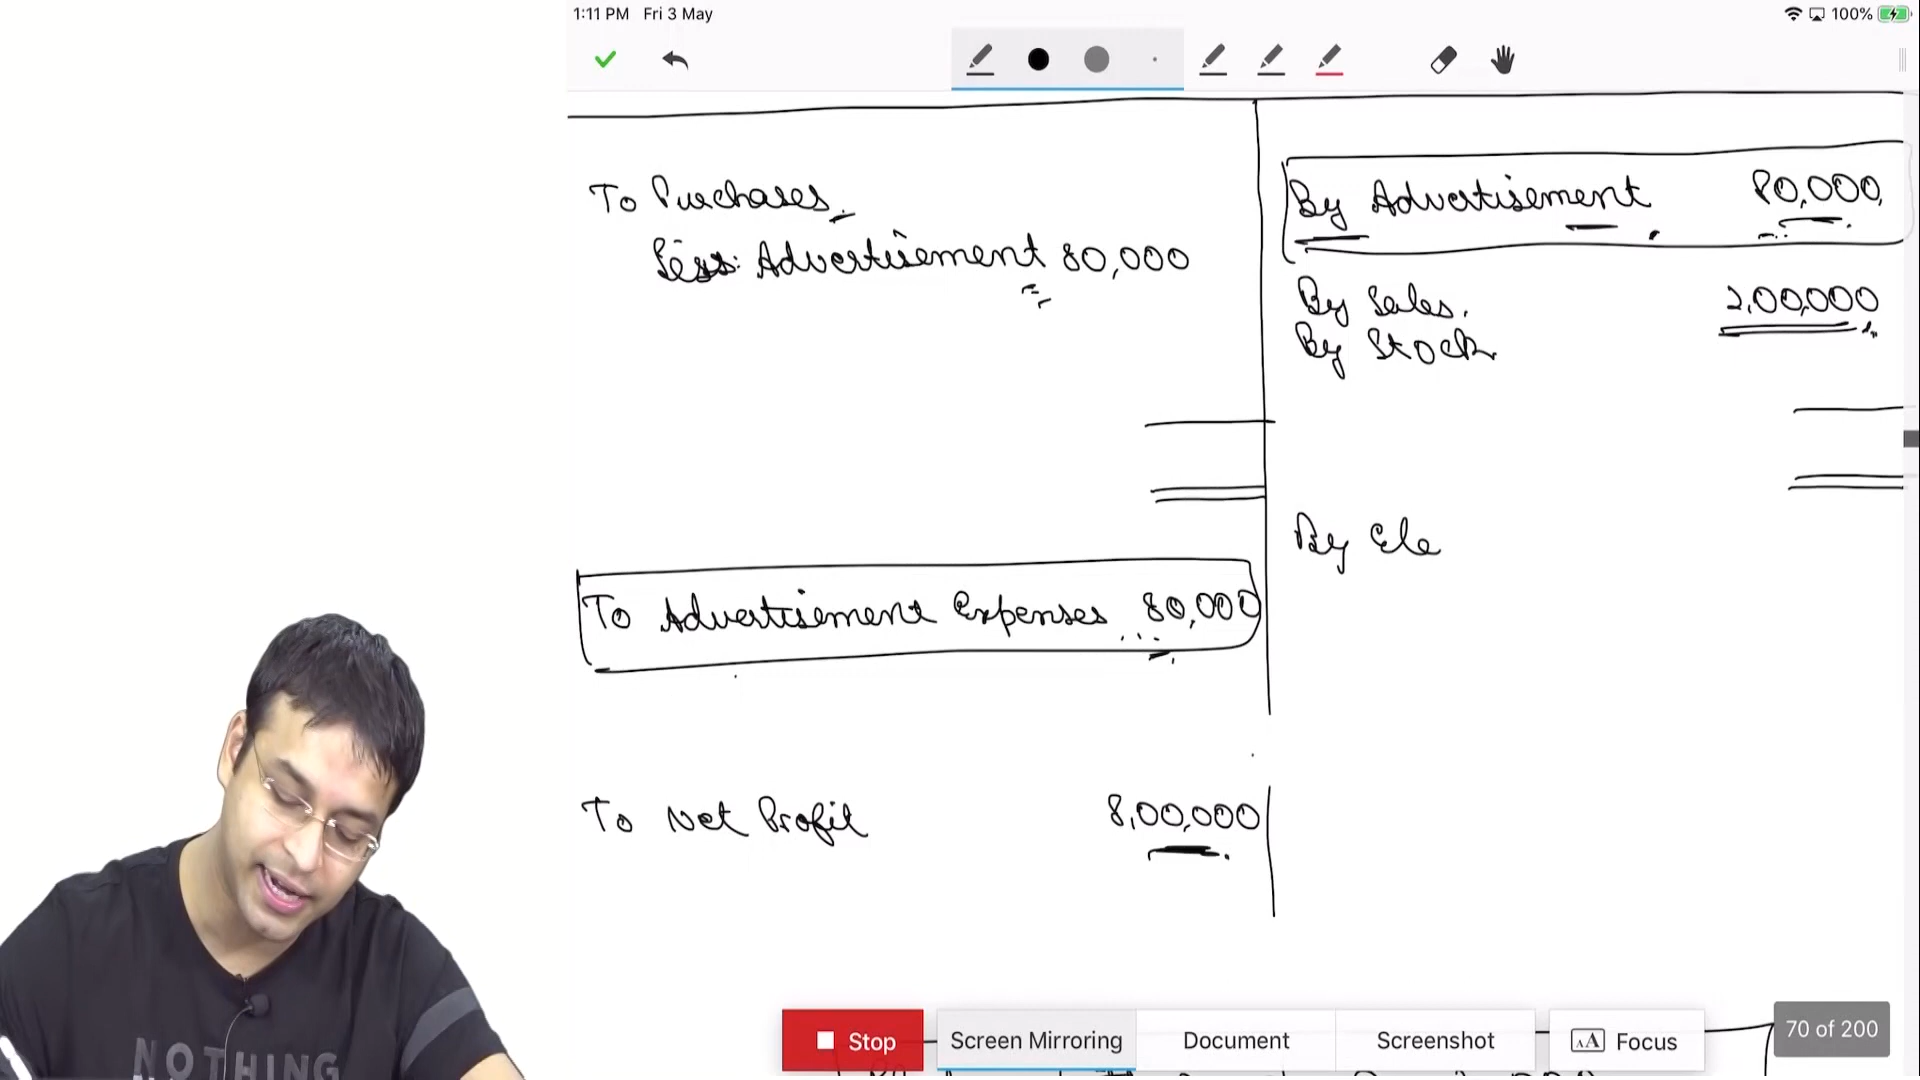 1:11 PM Fri 3 May
100%
To Purchases
Less: Advertisement 80,000
By Advertisement 80,000
By Sales. 2,00,000
By Stock
By Ele
To Advertisement Expenses 80,000
To Net Profit 8,00,000
NOTHING
Stop
Screen Mirroring
Document
Screenshot
AA Focus
70 of 200